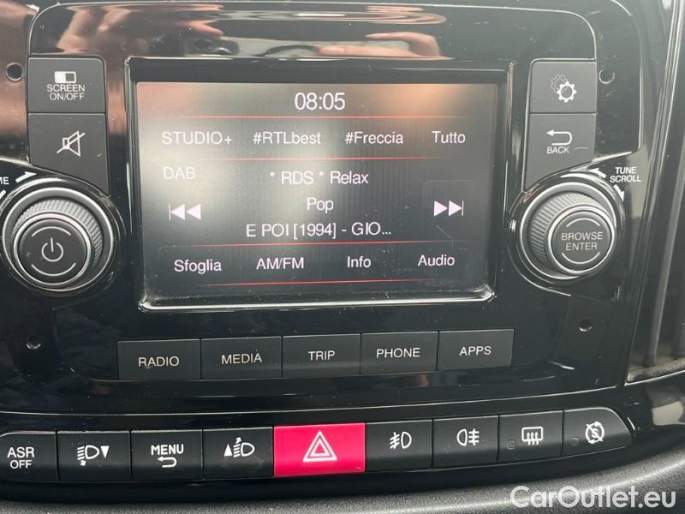 SCREEN
ON/OFF
08:05
STUDIO+ #RTLbest #Freccia Tutto
DAB * RDS * Relax
Pop
E POI [1994] - GIO...
Sfoglia AM/FM Info Audio
BACK
TUNE
SCROLL
BROWSE
ENTER
RADIO MEDIA TRIP PHONE APPS
ASR
OFF
MENU
CarOutlet.eu